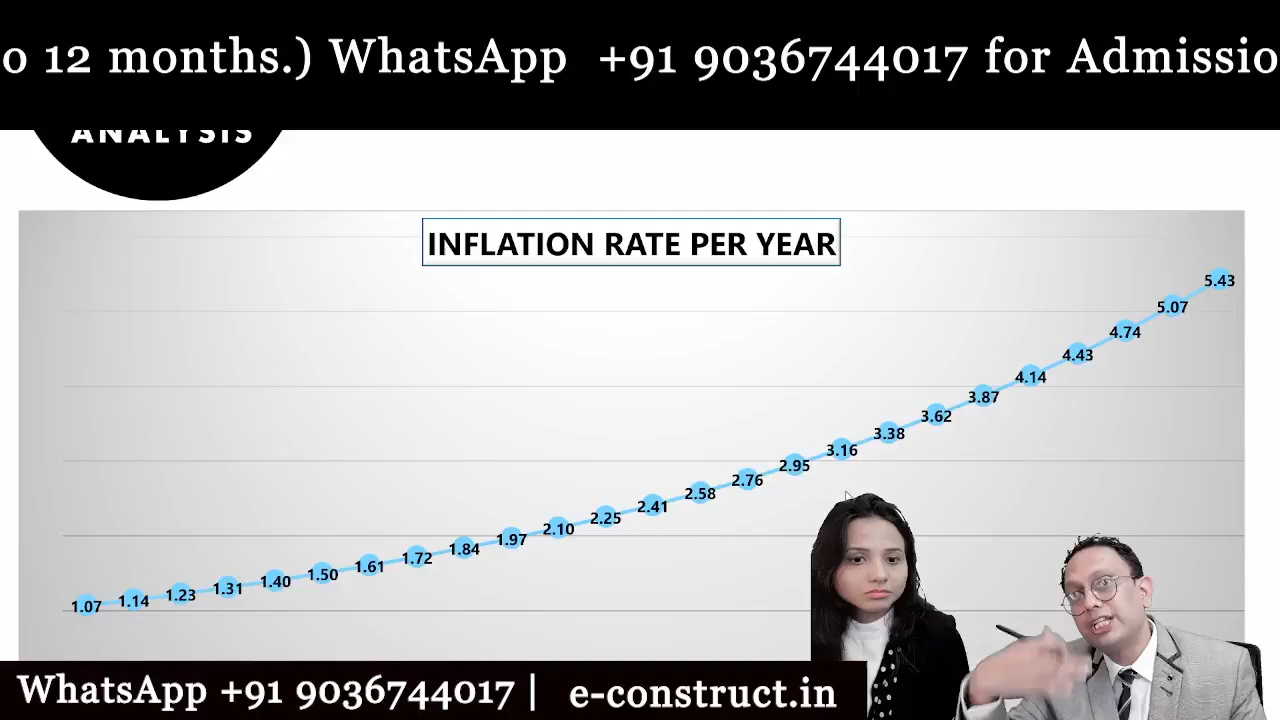 o 12 months.) WhatsApp +91 9036744017 for Admissio
ANALYSIS
INFLATION RATE PER YEAR
1.07 1.14 1.23 1.31 1.40 1.50 1.61 1.72 1.84 1.97 2.10 2.25 2.41 2.58 2.76 2.95 3.16 3.38 3.62 3.87 4.14 4.43 4.74 5.07 5.43
WhatsApp +91 9036744017 | e-construct.in